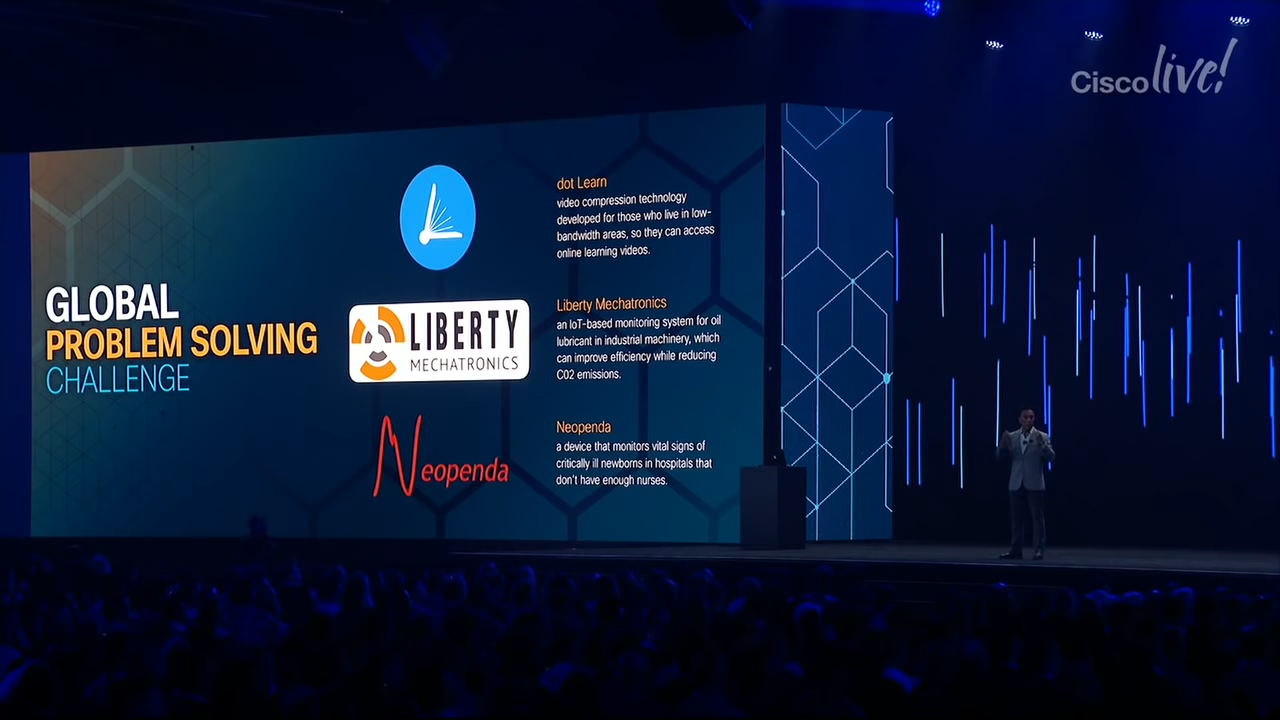 Cisco live!
GLOBAL
PROBLEM SOLVING
CHALLENGE
dot Learn
video compression technology
developed for those who live in low-
bandwidth areas, so they can access
online learning videos.
LIBERTY
MECHATRONICS
Liberty Mechatronics
an IoT-based monitoring system for oil
lubricant in industrial machinery, which
can improve efficiency while reducing
C02 emissions.
Neopenda
Neopenda
a device that monitors vital signs of
critically ill newborns in hospitals that
don't have enough nurses.